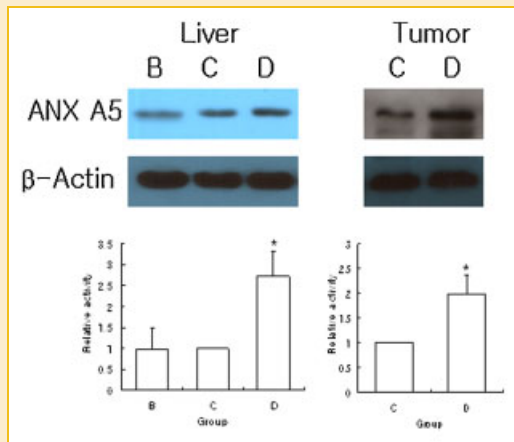 Liver Tumor
B C D C D
ANX A5
β-Actin
3.5
3
2.5
2
1.5
1
0.5
0
Relative activity
B C D
Group
*
3
2.5
2
1.5
1
0.5
0
Relative activity
C D
Group
*